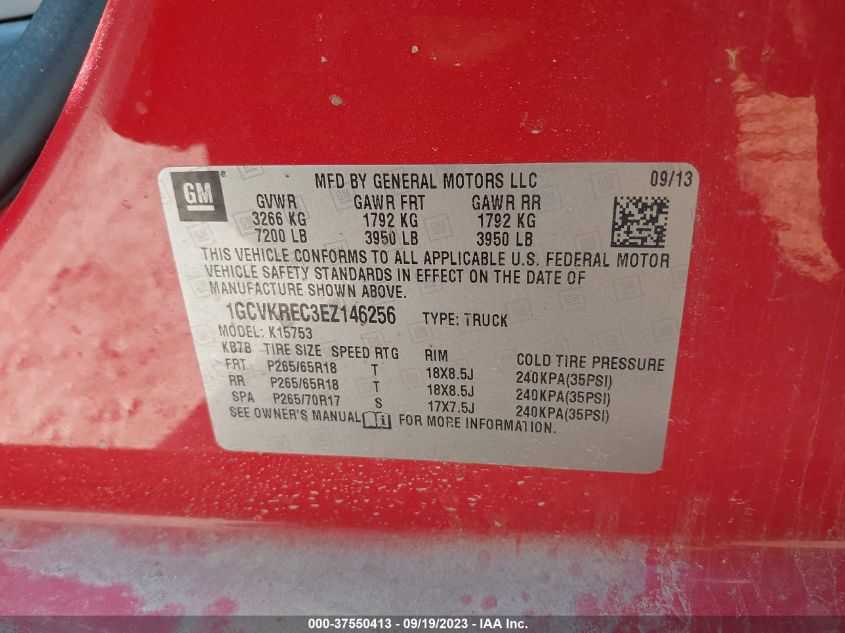 GM
MFD BY GENERAL MOTORS LLC 09/13
GVWR GAWR FRT GAWR RR
3266 KG 1792 KG 1792 KG
7200 LB 3950 LB 3950 LB
THIS VEHICLE CONFORMS TO ALL APPLICABLE U.S. FEDERAL MOTOR
VEHICLE SAFETY STANDARDS IN EFFECT ON THE DATE OF
MANUFACTURE SHOWN ABOVE.
1GCVKREC3EZ146256 TYPE: TRUCK
MODEL: K15753
KB7B TIRE SIZE SPEED RTG RIM COLD TIRE PRESSURE
FRT P265/65R18 T 18X8.5J 240KPA(35PSI)
RR P265/65R18 T 18X8.5J 240KPA(35PSI)
SPA P265/70R17 S 17X7.5J 240KPA(35PSI)
SEE OWNER'S MANUAL FOR MORE INFORMATION.
000-37550413 - 09/19/2023 - IAA Inc.